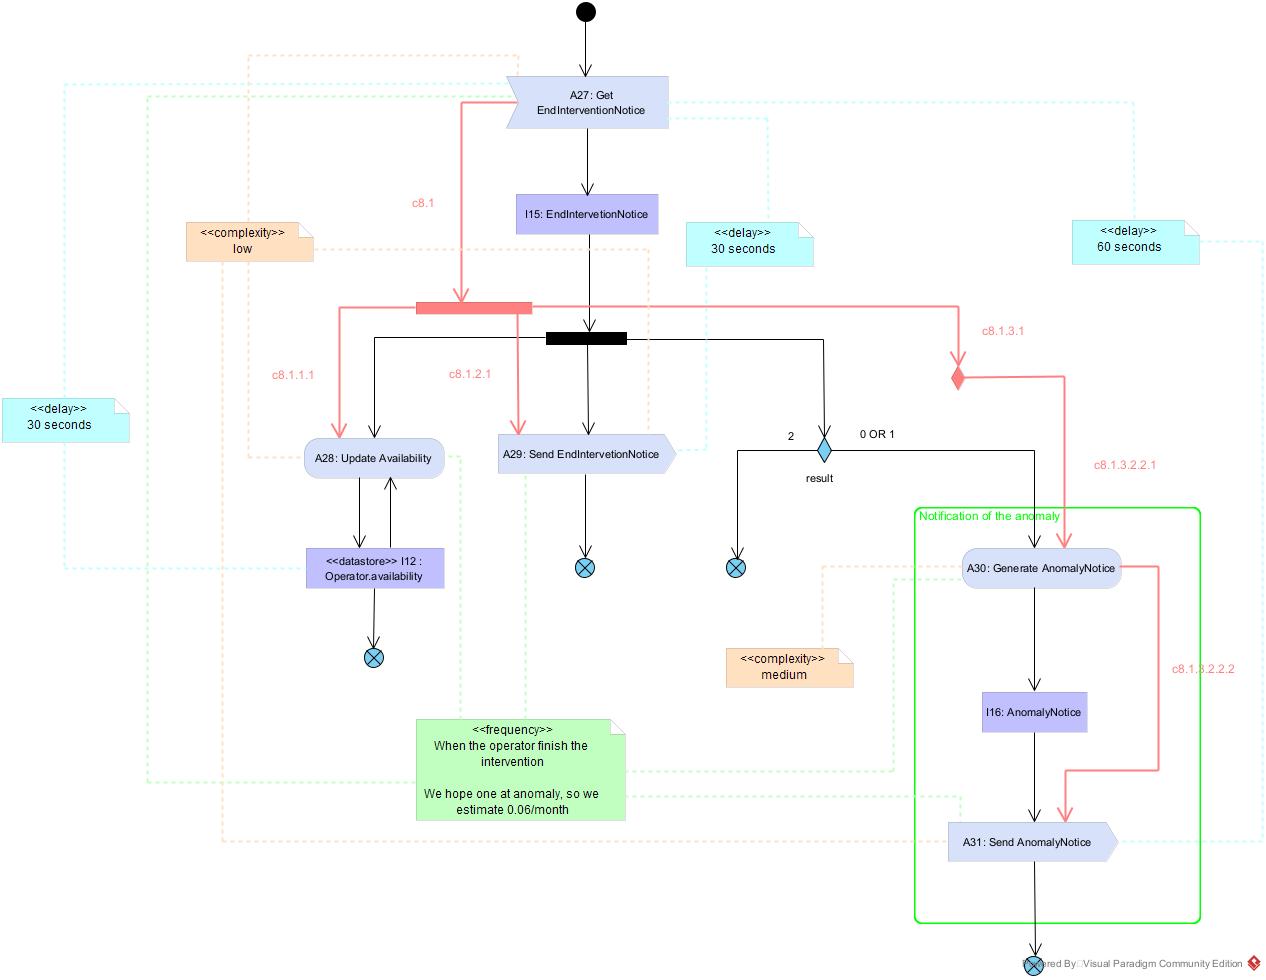 A27: Get
EndInterventionNotice
c8.1
I15: EndIntervetionNotice
<<complexity>>
low
<<delay>>
30 seconds
<<delay>>
60 seconds
c8.1.3.1
c8.1.1.1
c8.1.2.1
<<delay>>
30 seconds
2
0 OR 1
A28: Update Availability
A29: Send EndIntervetionNotice
result
c8.1.3.2.2.1
Notification of the anomaly
<<datastore>> I12 :
Operator.availability
A30: Generate AnomalyNotice
<<complexity>>
medium
c8.1.3.2.2.2
I16: AnomalyNotice
<<frequency>>
When the operator finish the
intervention
We hope one at anomaly, so we
estimate 0.06/month
A31: Send AnomalyNotice
Powered By Visual Paradigm Community Edition